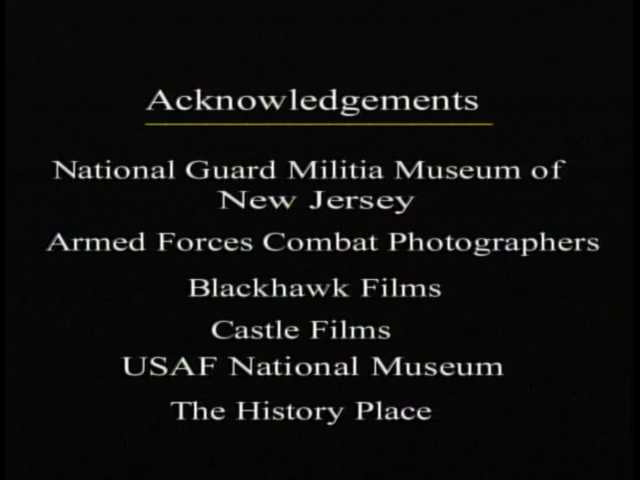 Acknowledgements
National Guard Militia Museum of
New Jersey
Armed Forces Combat Photographers
Blackhawk Films
Castle Films
USAF National Museum
The History Place